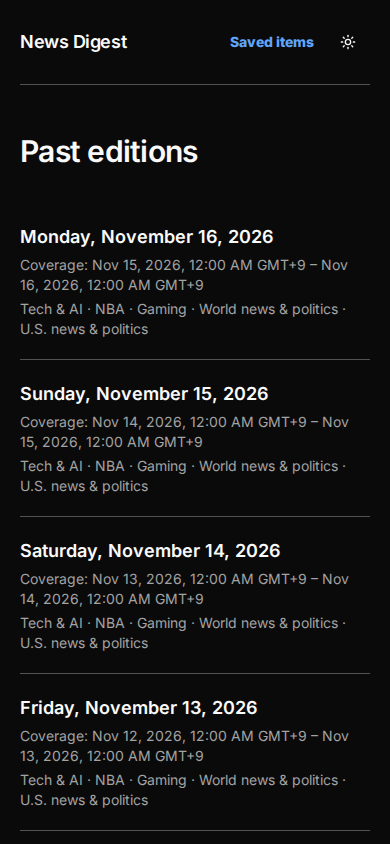 News Digest
Saved items
Past editions
Monday, November 16, 2026
Coverage: Nov 15, 2026, 12:00 AM GMT+9 – Nov
16, 2026, 12:00 AM GMT+9
Tech & AI · NBA · Gaming · World news & politics ·
U.S. news & politics
Sunday, November 15, 2026
Coverage: Nov 14, 2026, 12:00 AM GMT+9 – Nov
15, 2026, 12:00 AM GMT+9
Tech & AI · NBA · Gaming · World news & politics ·
U.S. news & politics
Saturday, November 14, 2026
Coverage: Nov 13, 2026, 12:00 AM GMT+9 – Nov
14, 2026, 12:00 AM GMT+9
Tech & AI · NBA · Gaming · World news & politics ·
U.S. news & politics
Friday, November 13, 2026
Coverage: Nov 12, 2026, 12:00 AM GMT+9 – Nov
13, 2026, 12:00 AM GMT+9
Tech & AI · NBA · Gaming · World news & politics ·
U.S. news & politics